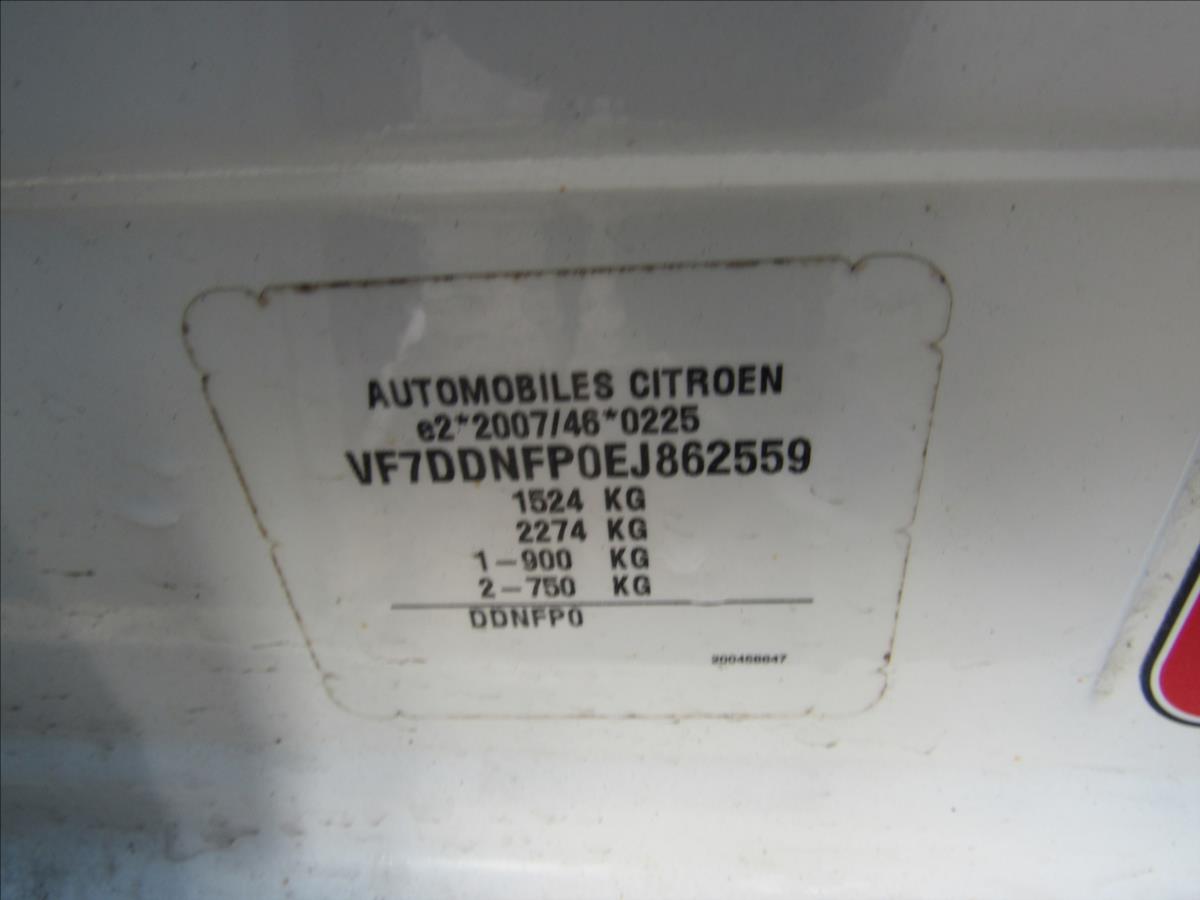 AUTOMOBILES CITROEN
e2*2007/46*0225
VF7DDNFP0EJ862559
1524 KG
2274 KG
1-900 KG
2-750 KG
DDNFP0